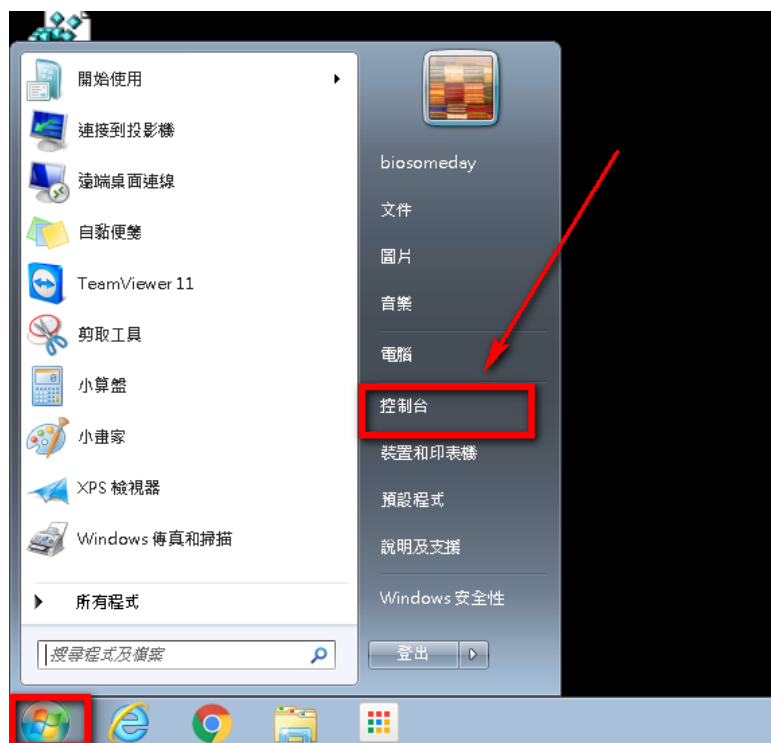 開始使用
連接到投影機
遠端桌面連線
自黏便箋
TeamViewer 11
剪取工具
小算盤
小畫家
XPS 檢視器
Windows 傳真和掃描
所有程式
搜尋程式及檔案
biosomeday
文件
圖片
音樂
電腦
控制台
裝置和印表機
預設程式
說明及支援
Windows 安全性
登出